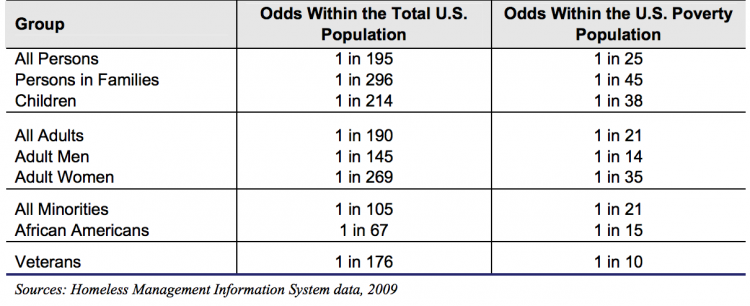 Group Odds Within the Total U.S. Population Odds Within the U.S. Poverty Population
All Persons 1 in 195 1 in 25
Persons in Families 1 in 296 1 in 45
Children 1 in 214 1 in 38
All Adults 1 in 190 1 in 21
Adult Men 1 in 145 1 in 14
Adult Women 1 in 269 1 in 35
All Minorities 1 in 105 1 in 21
African Americans 1 in 67 1 in 15
Veterans 1 in 176 1 in 10
Sources: Homeless Management Information System data, 2009